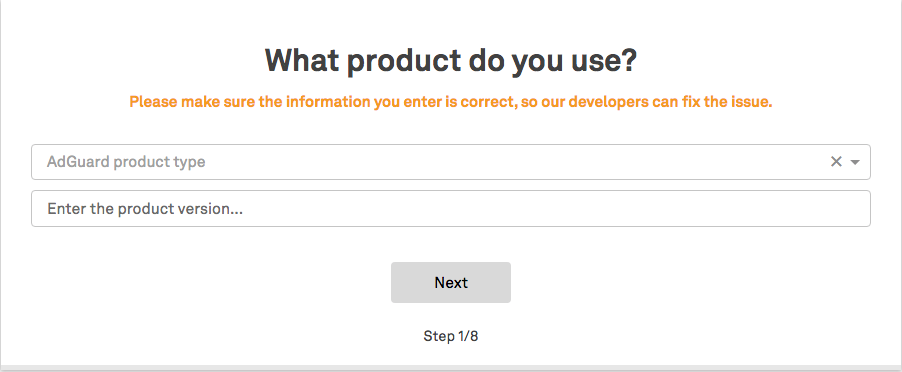 What product do you use?
Please make sure the information you enter is correct, so our developers can fix the issue.
AdGuard product type
Enter the product version...
Next
Step 1/8